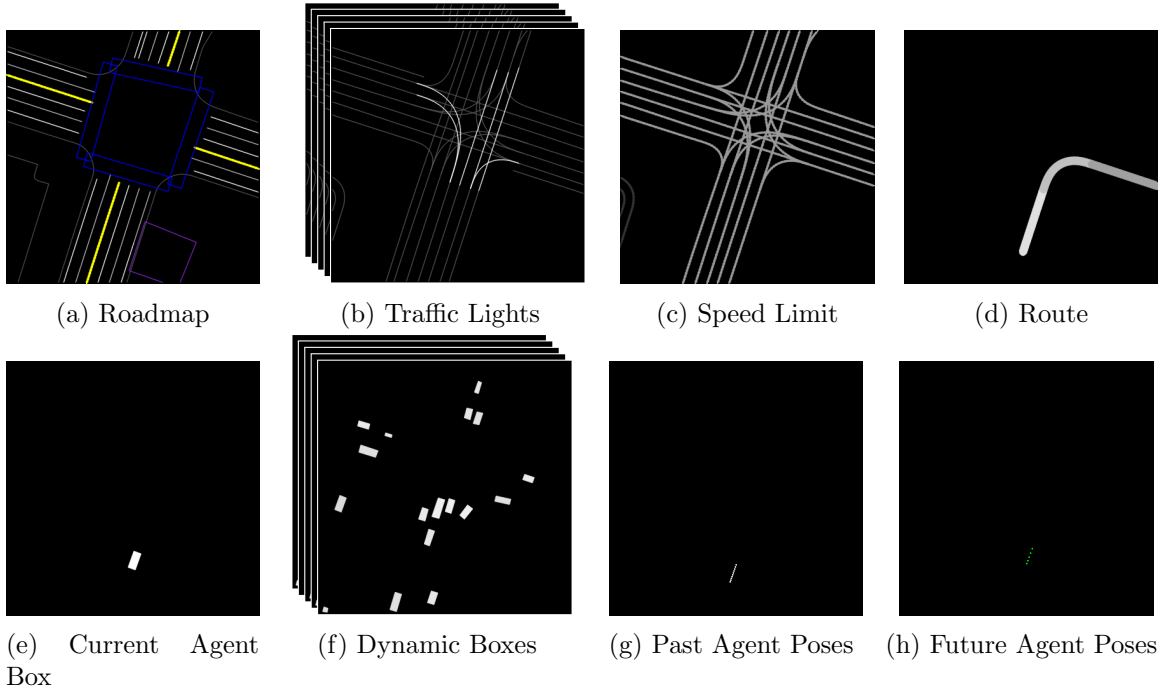 (a) Roadmap
(b) Traffic Lights
(c) Speed Limit
(d) Route
(e) Current Agent
Box
(f) Dynamic Boxes
(g) Past Agent Poses
(h) Future Agent Poses